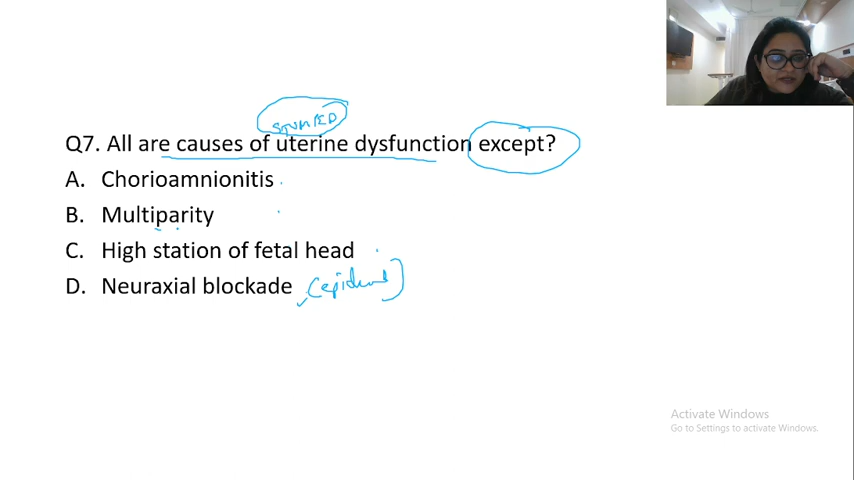 STUMPED
Q7. All are causes of uterine dysfunction except?
A. Chorioamnionitis
B. Multiparity
C. High station of fetal head
D. Neuraxial blockade (epidural)
Activate Windows
Go to Settings to activate Windows.